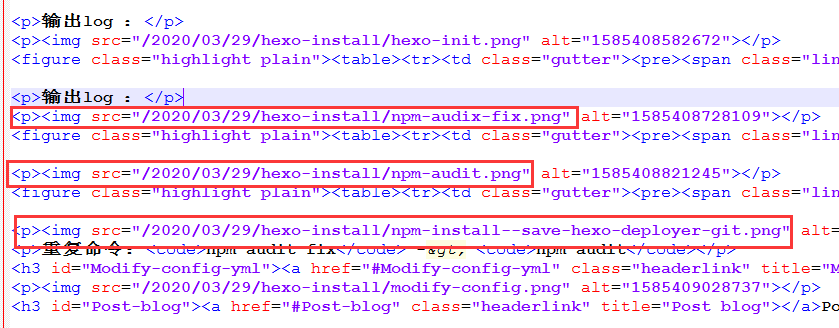 <p>输出log : </p>
<p><img src="/2020/03/29/hexo-install/hexo-init.png" alt="1585408582672"></p>
<figure class="highlight plain"><table><tr><td class="gutter"><pre><span class="lin
<p>输出log : </p>
<p><img src="/2020/03/29/hexo-install/npm-audix-fix.png" alt="1585408728109"></p>
<figure class="highlight plain"><table><tr><td class="gutter"><pre><span class="lin
<p><img src="/2020/03/29/hexo-install/npm-audit.png" alt="1585408821245"></p>
<figure class="highlight plain"><table><tr><td class="gutter"><pre><span class="lin
<p><img src="/2020/03/29/hexo-install/npm-install--save-hexo-deployer-git.png" alt=
<p>重复命令: <code>npm audit fix</code> -&gt; <code>npm audit</code></p>
<h3 id="Modify-config-yml"><a href="#Modify-config-yml" class="headerlink" title="M
<p><img src="/2020/03/29/hexo-install/modify-config.png" alt="1585409028737"></p>
<h3 id="Post-blog"><a href="#Post-blog" class="headerlink" title="Post blog"></a>Po